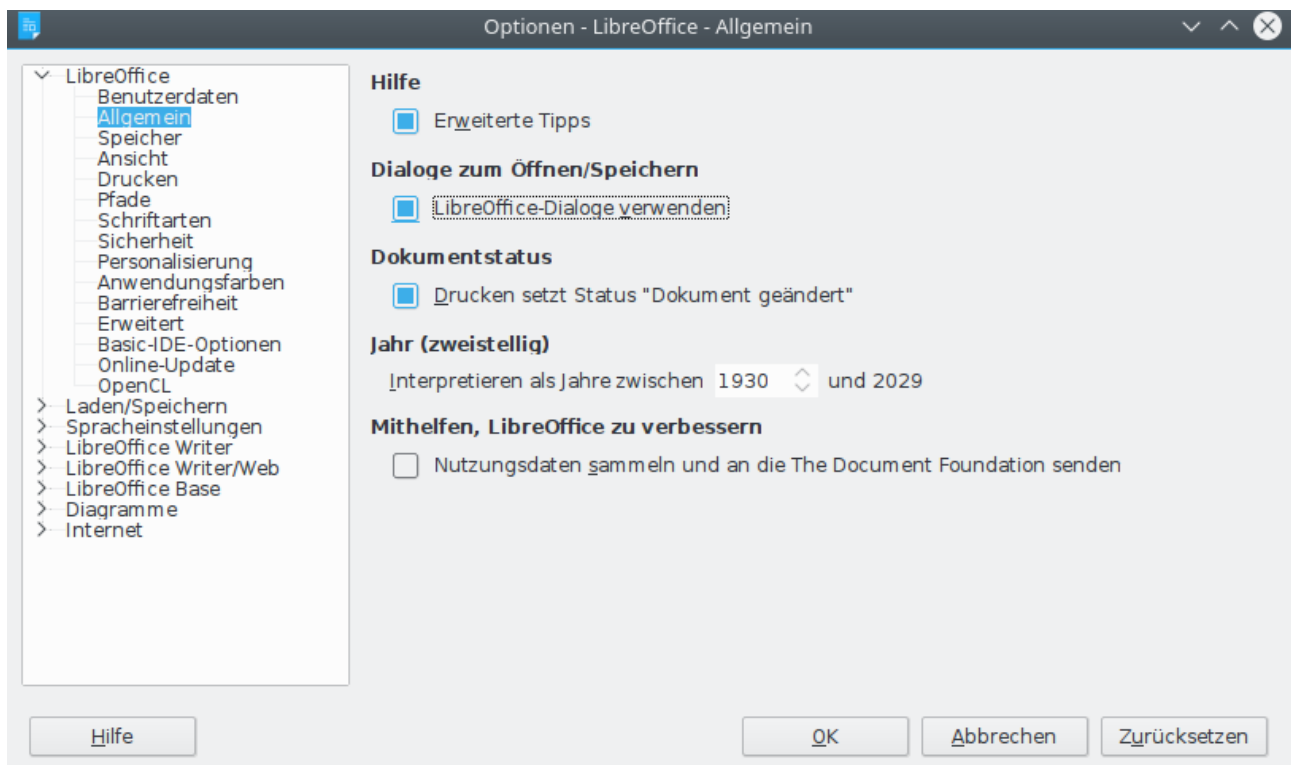 Optionen - LibreOffice - Allgemein
LibreOffice
Benutzerdaten
Allgemein
Speicher
Ansicht
Drucken
Pfade
Schriftarten
Sicherheit
Personalisierung
Anwendungsfarben
Barrierefreiheit
Erweitert
Basic-IDE-Optionen
Online-Update
OpenCL
Laden/Speichern
Spracheinstellungen
LibreOffice Writer
LibreOffice Writer/Web
LibreOffice Base
Diagramme
Internet
Hilfe
Erweiterte Tipps
Dialoge zum Öffnen/Speichern
LibreOffice-Dialoge verwenden
Dokumentstatus
Drucken setzt Status "Dokument geändert"
Jahr (zweistellig)
Interpretieren als Jahre zwischen 1930 und 2029
Mithelfen, LibreOffice zu verbessern
Nutzungsdaten sammeln und an die The Document Foundation senden
Hilfe
OK
Abbrechen
Zurücksetzen